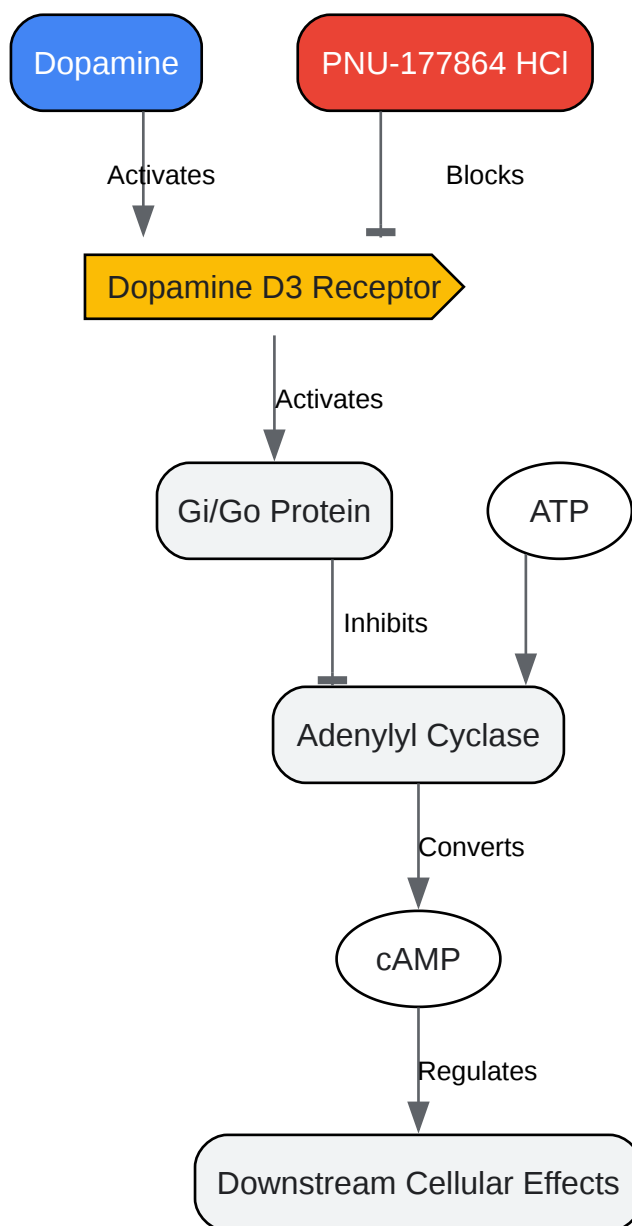 Dopamine
PNU-177864 HCl
Activates
Blocks
Dopamine D3 Receptor
Activates
Gi/Go Protein
ATP
Inhibits
Adenylyl Cyclase
Converts
cAMP
Regulates
Downstream Cellular Effects